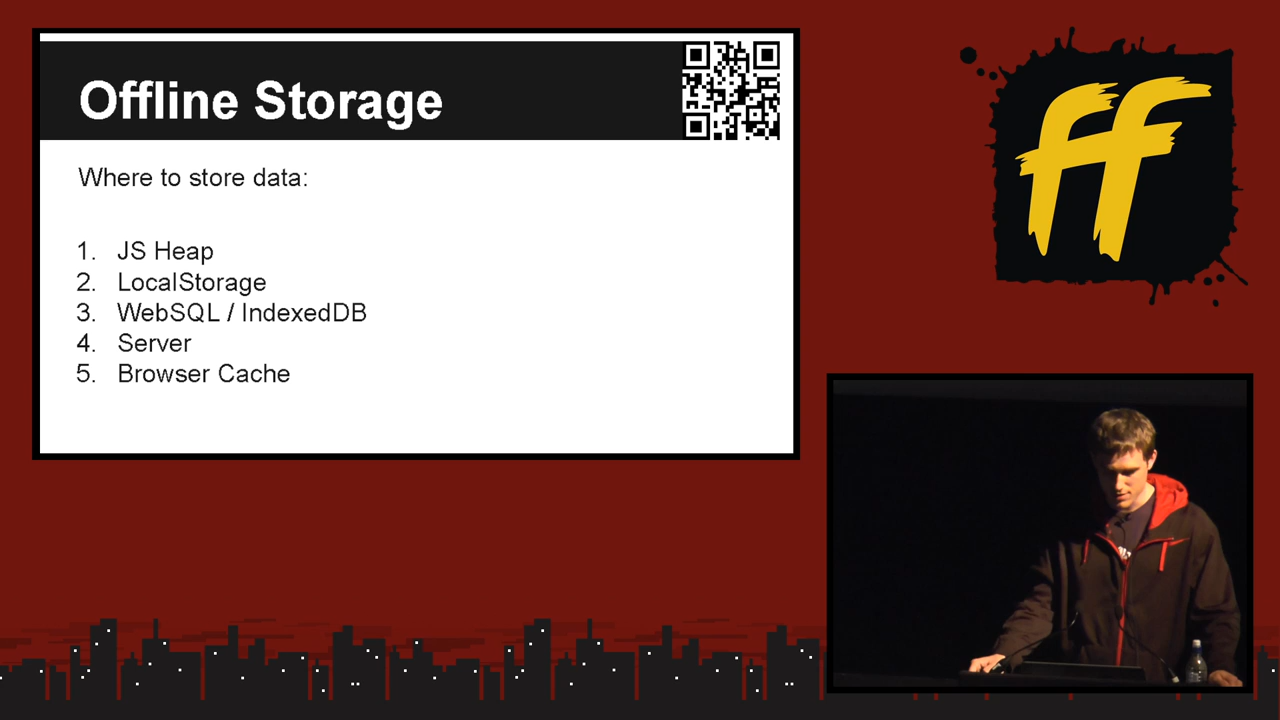 Offline Storage
Where to store data:
1. JS Heap
2. LocalStorage
3. WebSQL / IndexedDB
4. Server
5. Browser Cache
ff